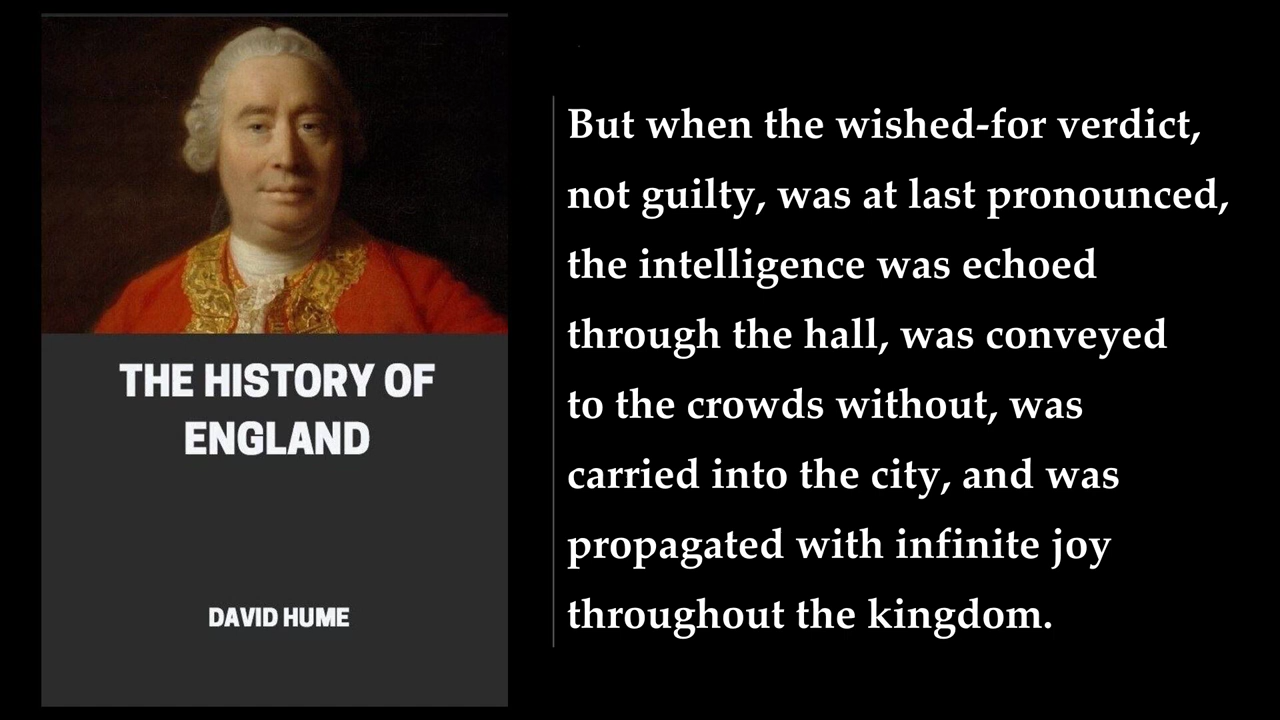 THE HISTORY OF
ENGLAND
DAVID HUME
But when the wished-for verdict,
not guilty, was at last pronounced,
the intelligence was echoed
through the hall, was conveyed
to the crowds without, was
carried into the city, and was
propagated with infinite joy
throughout the kingdom.